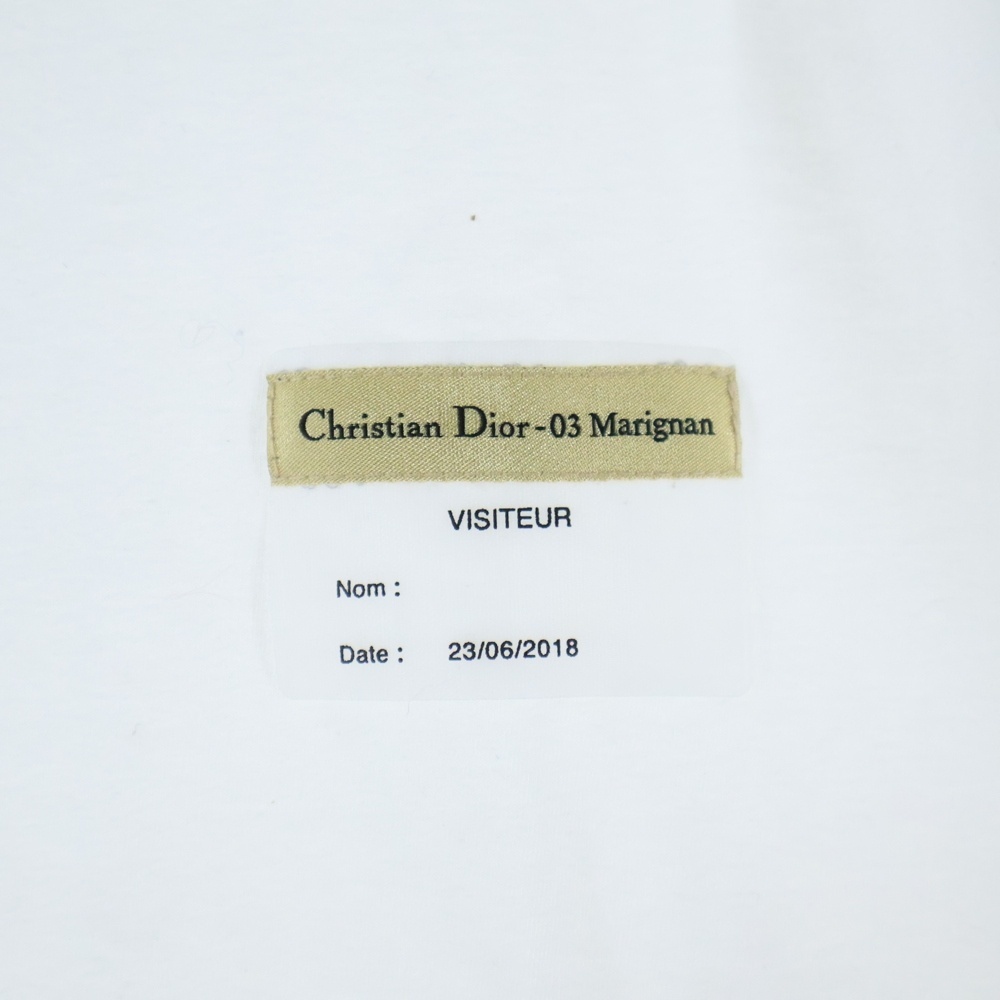 Christian Dior - 03 Marignan
VISITEUR
Nom :
Date : 23/06/2018